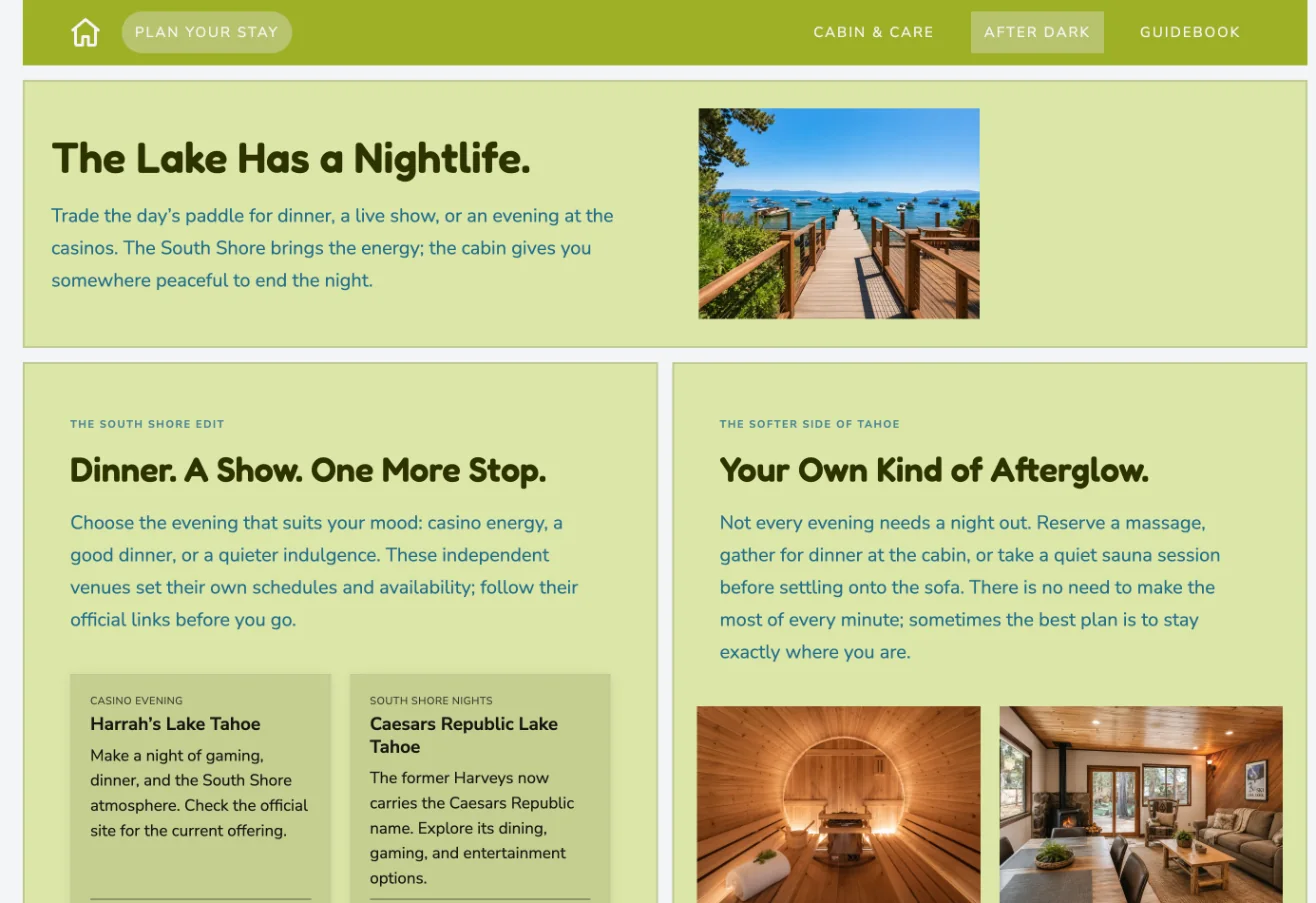 PLAN YOUR STAY
CABIN & CARE
AFTER DARK
GUIDEBOOK
The Lake Has a Nightlife.
Trade the day’s paddle for dinner, a live show, or an evening at the
casinos. The South Shore brings the energy; the cabin gives you
somewhere peaceful to end the night.
THE SOUTH SHORE EDIT
Dinner. A Show. One More Stop.
Choose the evening that suits your mood: casino energy, a
good dinner, or a quieter indulgence. These independent
venues set their own schedules and availability; follow their
official links before you go.
CASINO EVENING
Harrah’s Lake Tahoe
Make a night of gaming,
dinner, and the South Shore
atmosphere. Check the official
site for the current offering.
SOUTH SHORE NIGHTS
Caesars Republic Lake
Tahoe
The former Harveys now
carries the Caesars Republic
name. Explore its dining,
gaming, and entertainment
options.
THE SOFTER SIDE OF TAHOE
Your Own Kind of Afterglow.
Not every evening needs a night out. Reserve a massage,
gather for dinner at the cabin, or take a quiet sauna session
before settling onto the sofa. There is no need to make the
most of every minute; sometimes the best plan is to stay
exactly where you are.